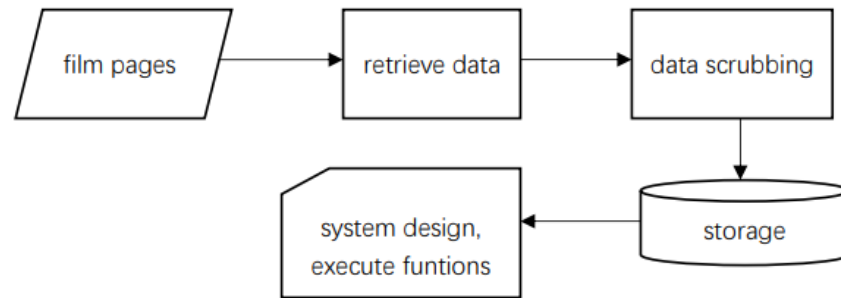 film pages
retrieve data
data scrubbing
storage
system design,
execute funtions